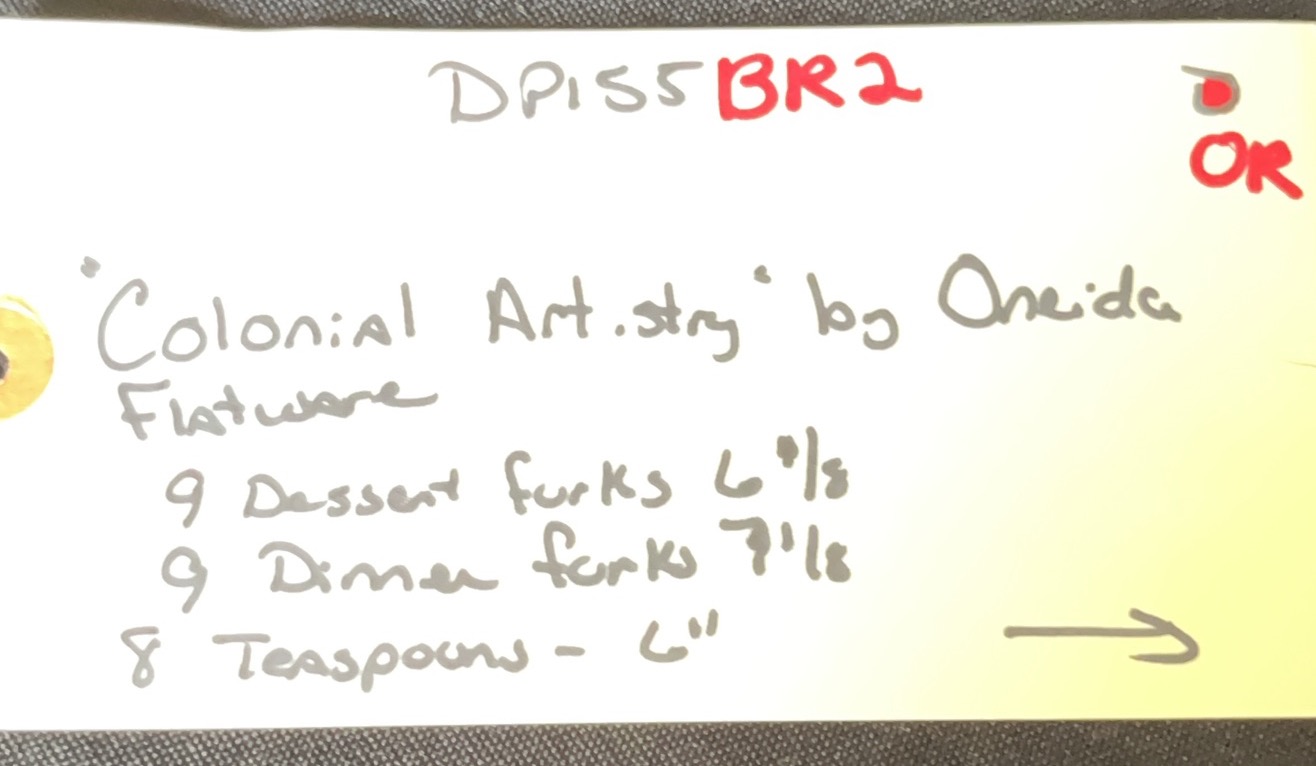 DP155BR2
OR
"Colonial Artistry" by Oneida
Flatware
9 Dessert forks 6 1/8
9 Dinner forks 7 1/8
8 Teaspoons - 6"